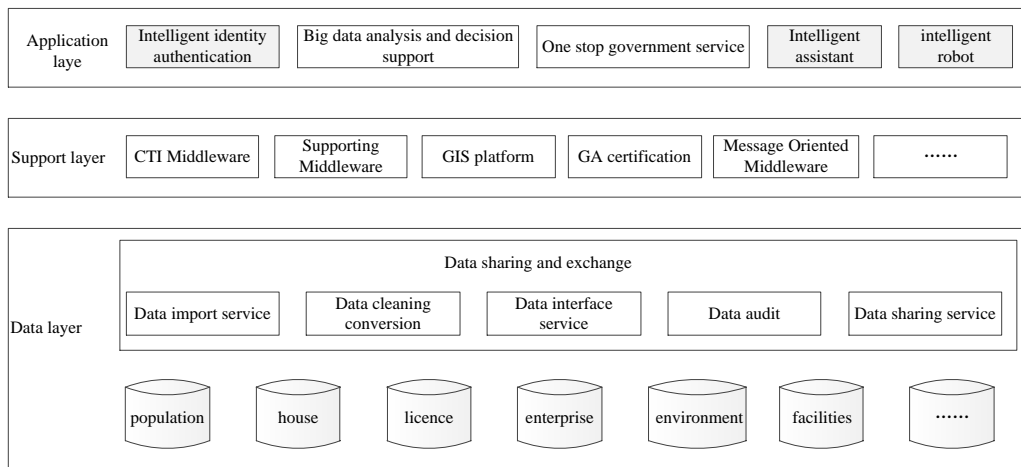 Application
laye
Intelligent identity
authentication
Big data analysis and decision
support
One stop government service
Intelligent
assistant
intelligent
robot
Support layer
CTI Middleware
Supporting
Middleware
GIS platform
GA certification
Message Oriented
Middleware
……
Data layer
Data sharing and exchange
Data import service
Data cleaning
conversion
Data interface
service
Data audit
Data sharing service
population
house
licence
enterprise
environment
facilities
……